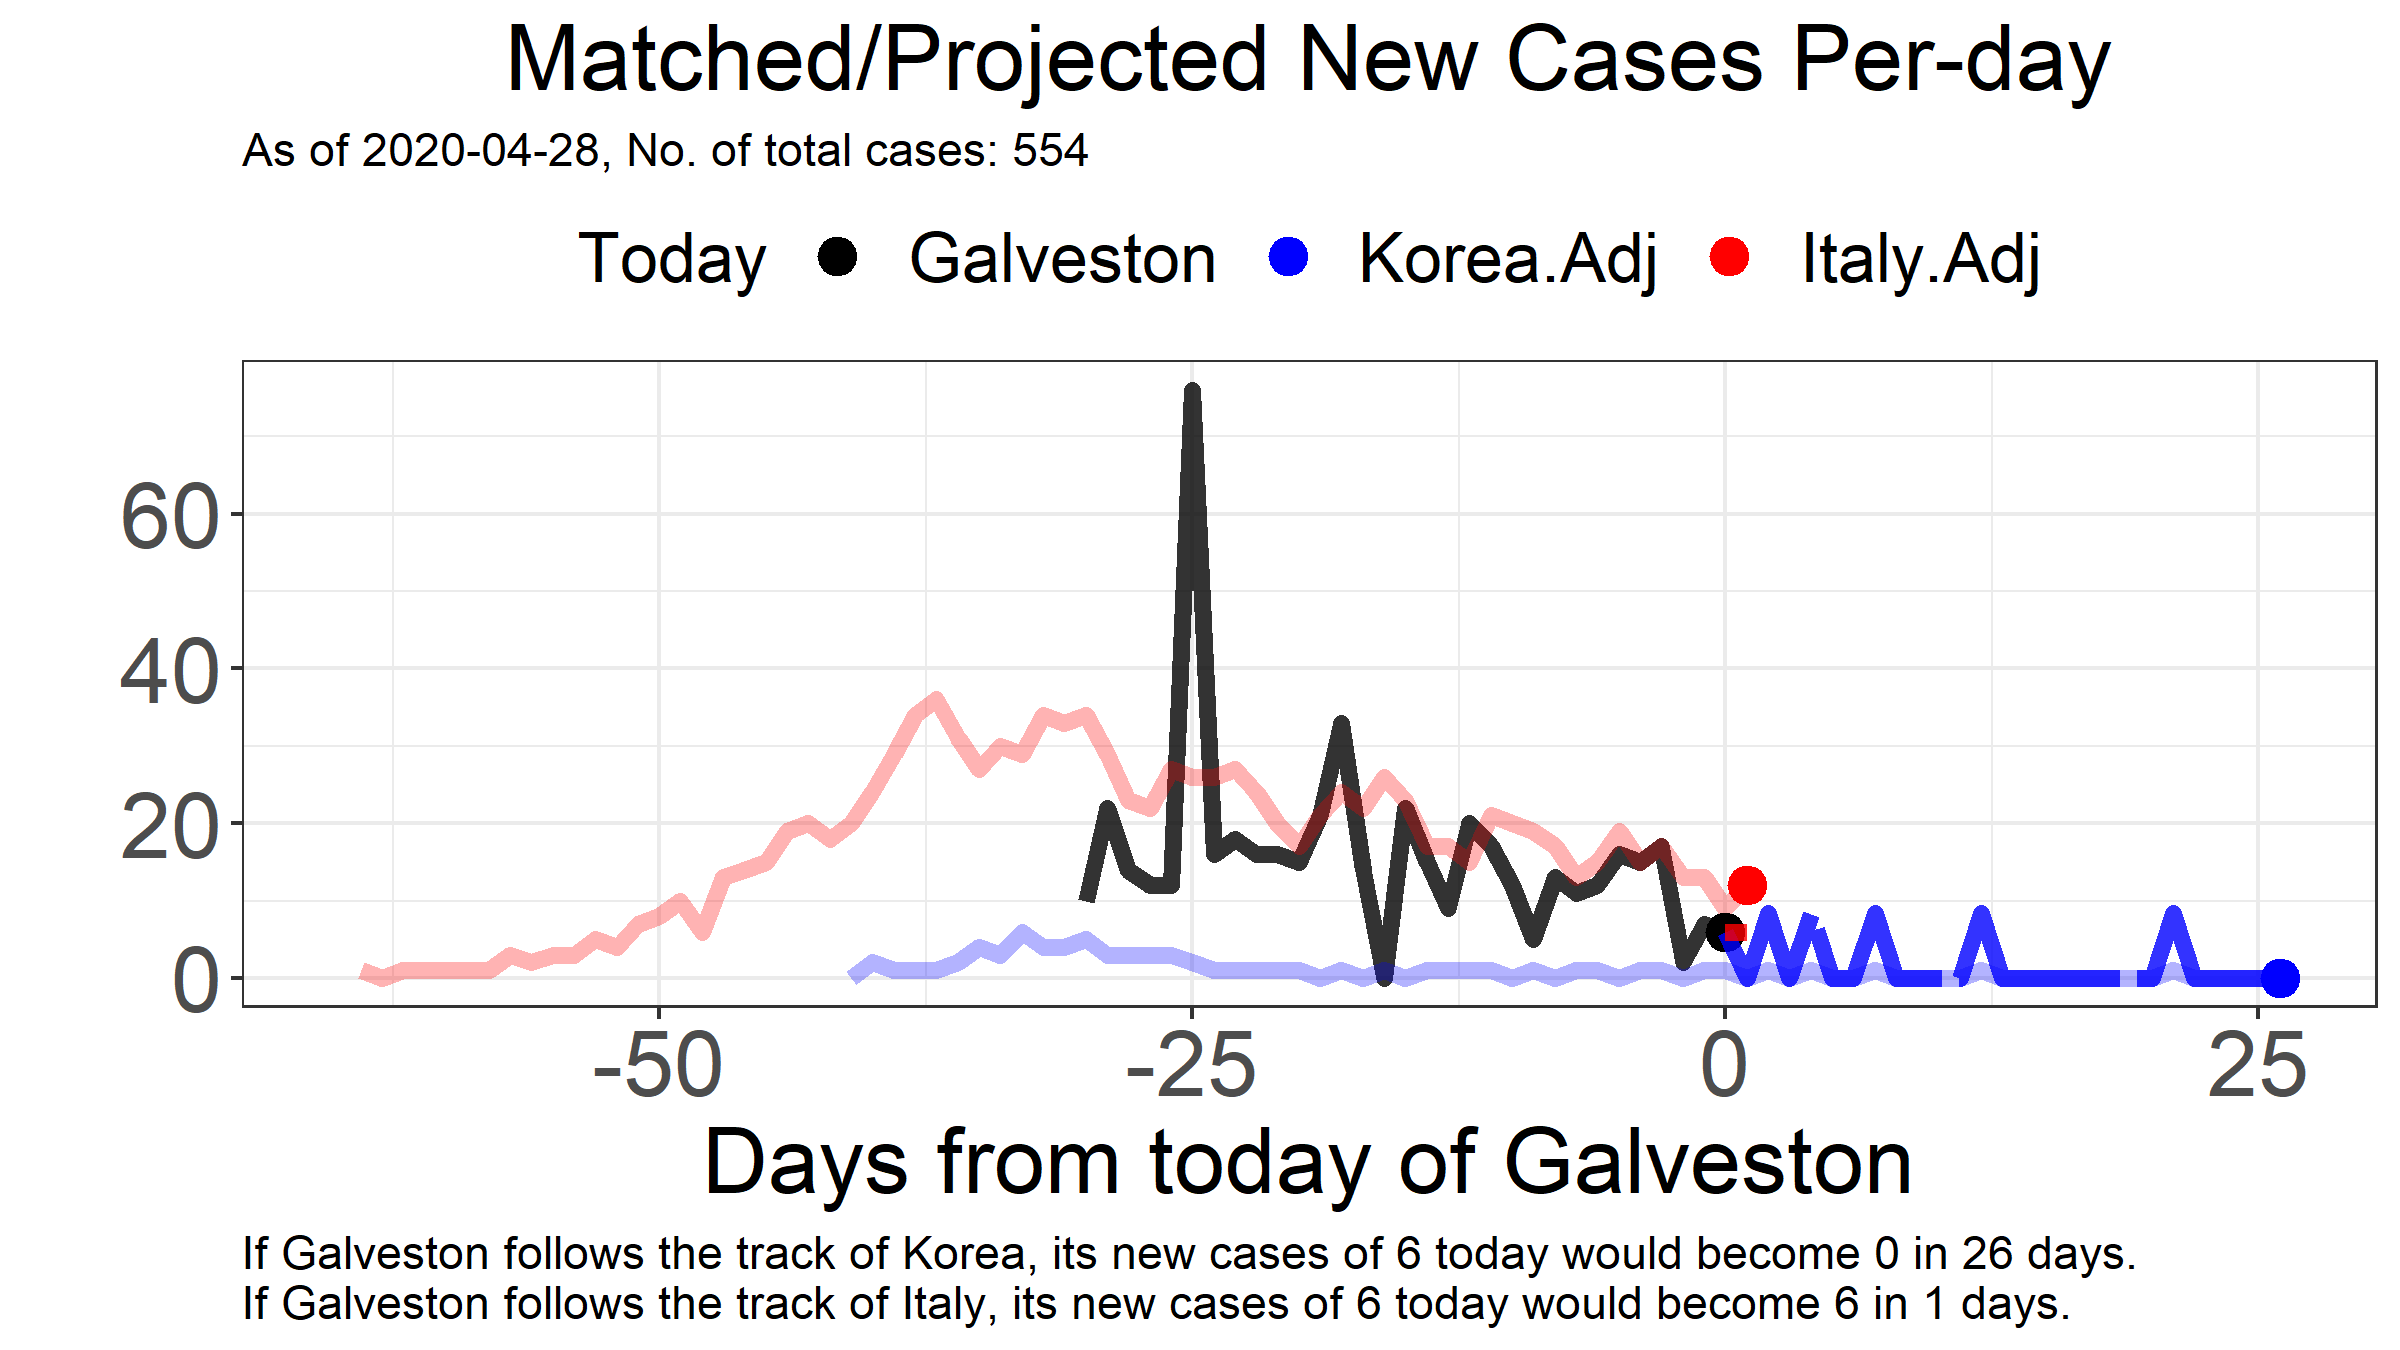 Matched/Projected New Cases Per-day
As of 2020-04-28, No. of total cases: 554
Today Galveston Korea.Adj Italy.Adj
60
40
20
0
-50 -25 0 25
Days from today of Galveston
If Galveston follows the track of Korea, its new cases of 6 today would become 0 in 26 days.
If Galveston follows the track of Italy, its new cases of 6 today would become 6 in 1 days.